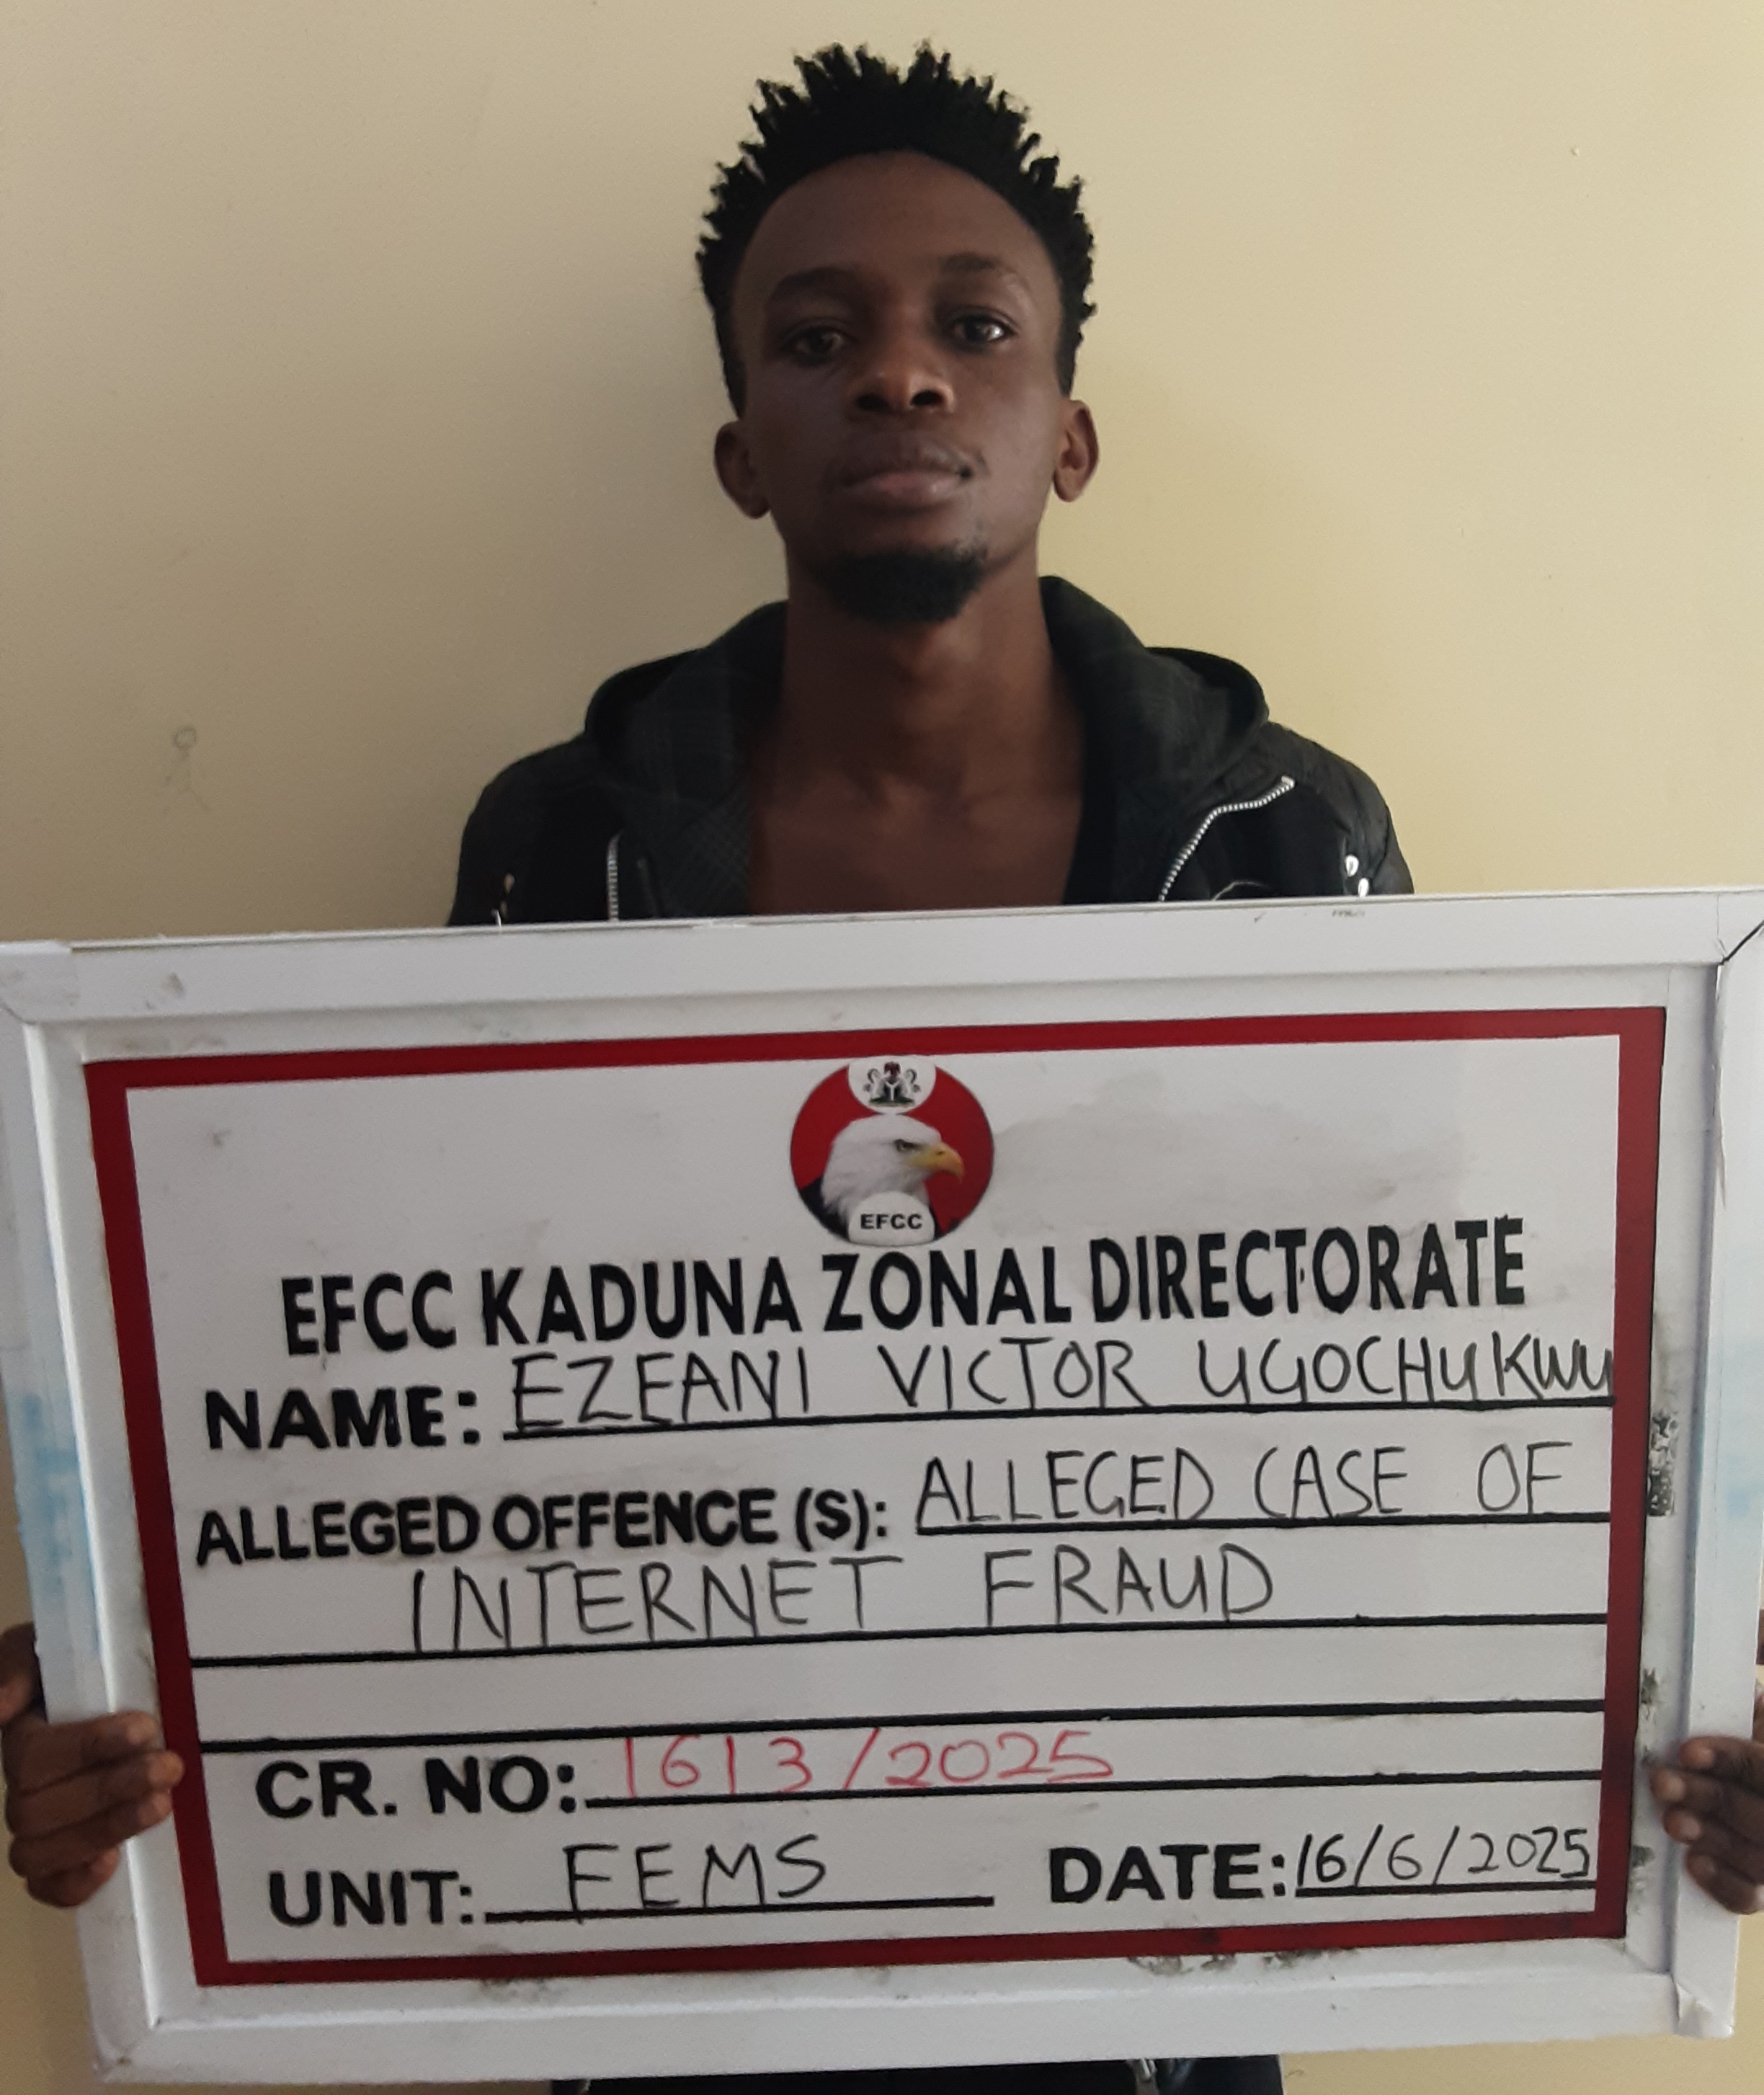 EFCC
EFCC KADUNA ZONAL DIRECTORATE
NAME: EZEANI VICTOR UGOCHUKWU
ALLEGED OFFENCE (S): ALLEGED CASE OF
INTERNET FRAUD
CR. NO: 1613/2025
UNIT: FEMS DATE: 16/6/2025